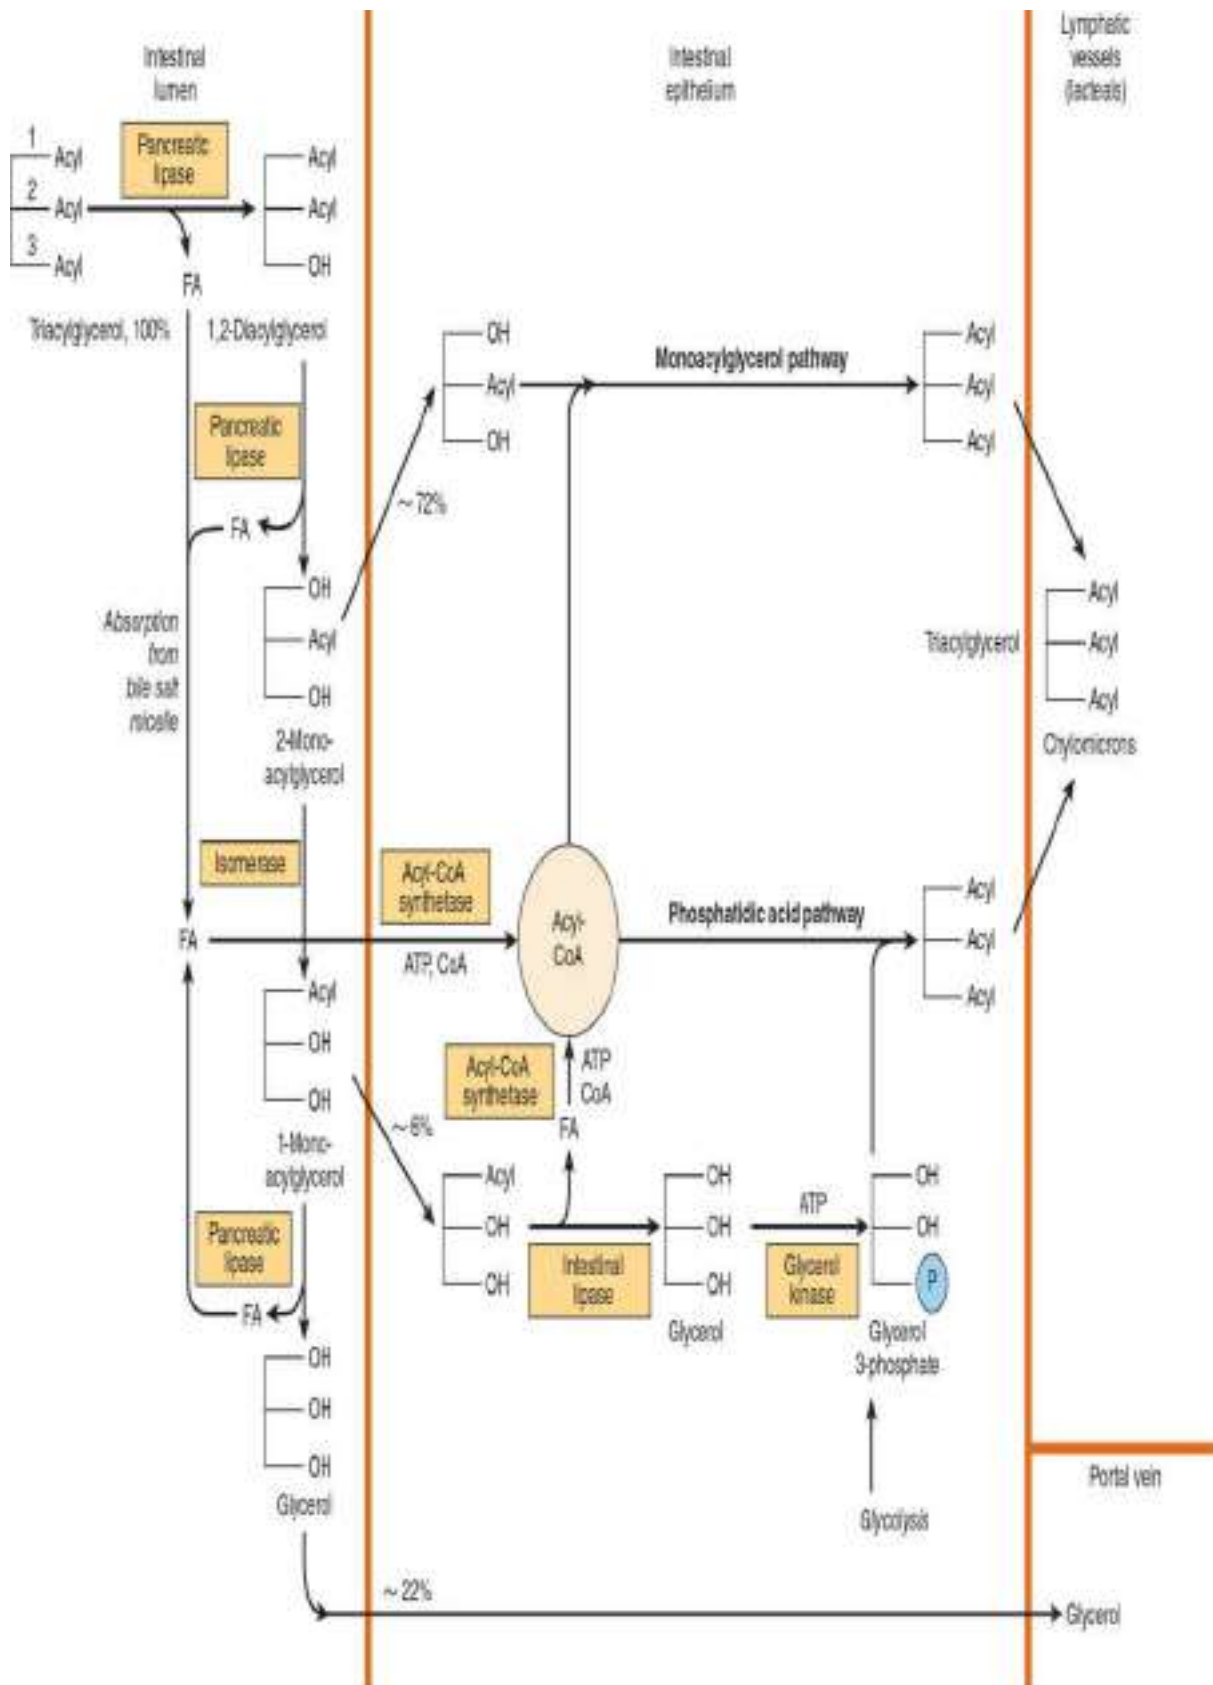 Intestinal
lumen
Intestinal
epithelium
Lymphatic
vessels
(lacteals)
1
Acyl
2
Acyl
3
Acyl
Pancreatic
lipase
Acyl
Acyl
OH
FA
Triacylglycerol, 100%
1,2-Diacylglycerol
OH
Acyl
OH
Monoacylglycerol pathway
Acyl
Acyl
Acyl
Pancreatic
lipase
~ 72%
FA
OH
Acyl
OH
Absorption
from
bile salt
micelle
2-Mono-
acylglycerol
Triacylglycerol
Acyl
Acyl
Acyl
Chylomicrons
Isomerase
Acyl-CoA
synthetase
FA
ATP, CoA
Acyl-
CoA
Phosphatidic acid pathway
Acyl
Acyl
Acyl
Acyl
OH
OH
Acyl-CoA
synthetase
ATP
CoA
FA
~ 6%
1-Mono-
acylglycerol
Acyl
OH
OH
Intestinal
lipase
OH
OH
OH
Glycerol
ATP
Glycerol
kinase
OH
OH
P
Glycerol
3-phosphate
Pancreatic
lipase
FA
OH
OH
OH
Glycerol
Glycolysis
Portal vein
~ 22%
Glycerol